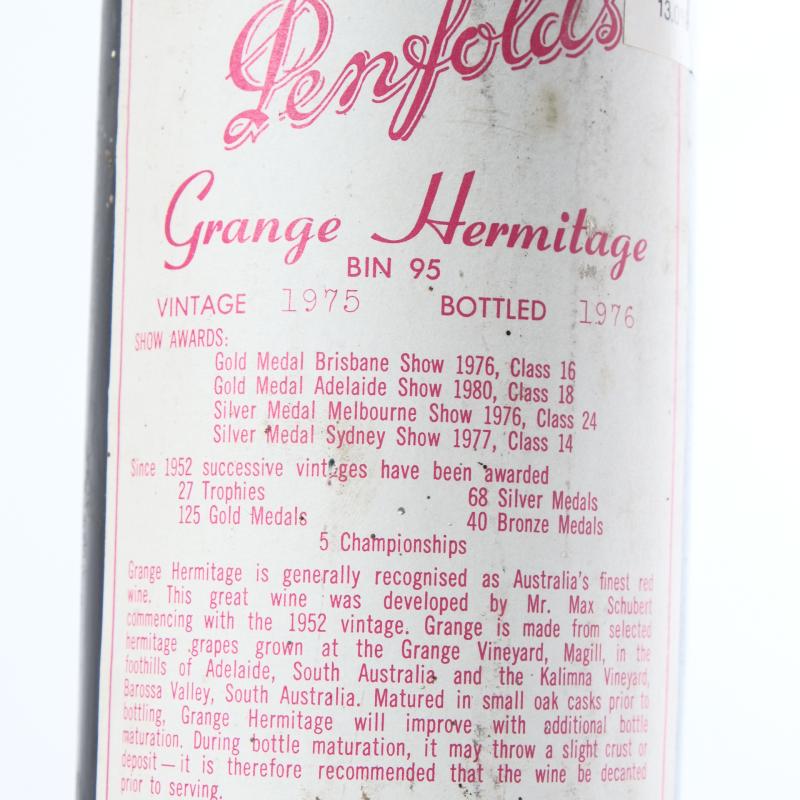 Penfolds
13.0
Grange Hermitage
BIN 95
VINTAGE 1975 BOTTLED 1976
SHOW AWARDS:
Gold Medal Brisbane Show 1976, Class 16
Gold Medal Adelaide Show 1980, Class 18
Silver Medal Melbourne Show 1976, Class 24
Silver Medal Sydney Show 1977, Class 14
Since 1952 successive vintages have been awarded
27 Trophies 68 Silver Medals
125 Gold Medals 40 Bronze Medals
5 Championships
Grange Hermitage is generally recognised as Australia's finest red
wine. This great wine was developed by Mr. Max Schubert
commencing with the 1952 vintage. Grange is made from selected
hermitage grapes grown at the Grange Vineyard, Magill, in the
foothills of Adelaide, South Australia and the Kalimna Vineyard,
Barossa Valley, South Australia. Matured in small oak casks prior to
bottling, Grange Hermitage will improve with additional bottle
maturation. During bottle maturation, it may throw a slight crust or
deposit—it is therefore recommended that the wine be decanted
prior to serving.